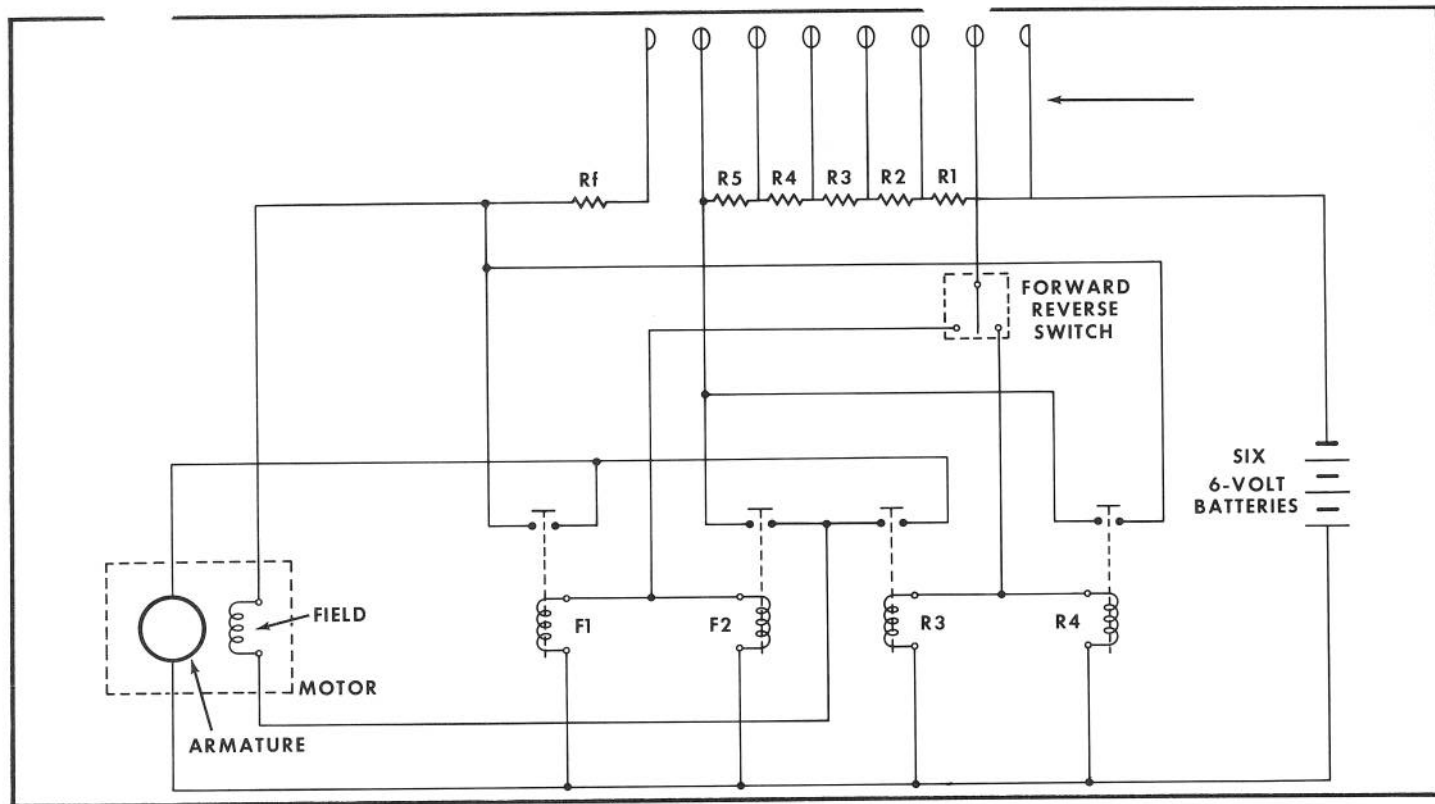 Rf
R5
R4
R3
R2
R1
FORWARD
REVERSE
SWITCH
SIX
6-VOLT
BATTERIES
FIELD
F1
F2
R3
R4
MOTOR
ARMATURE